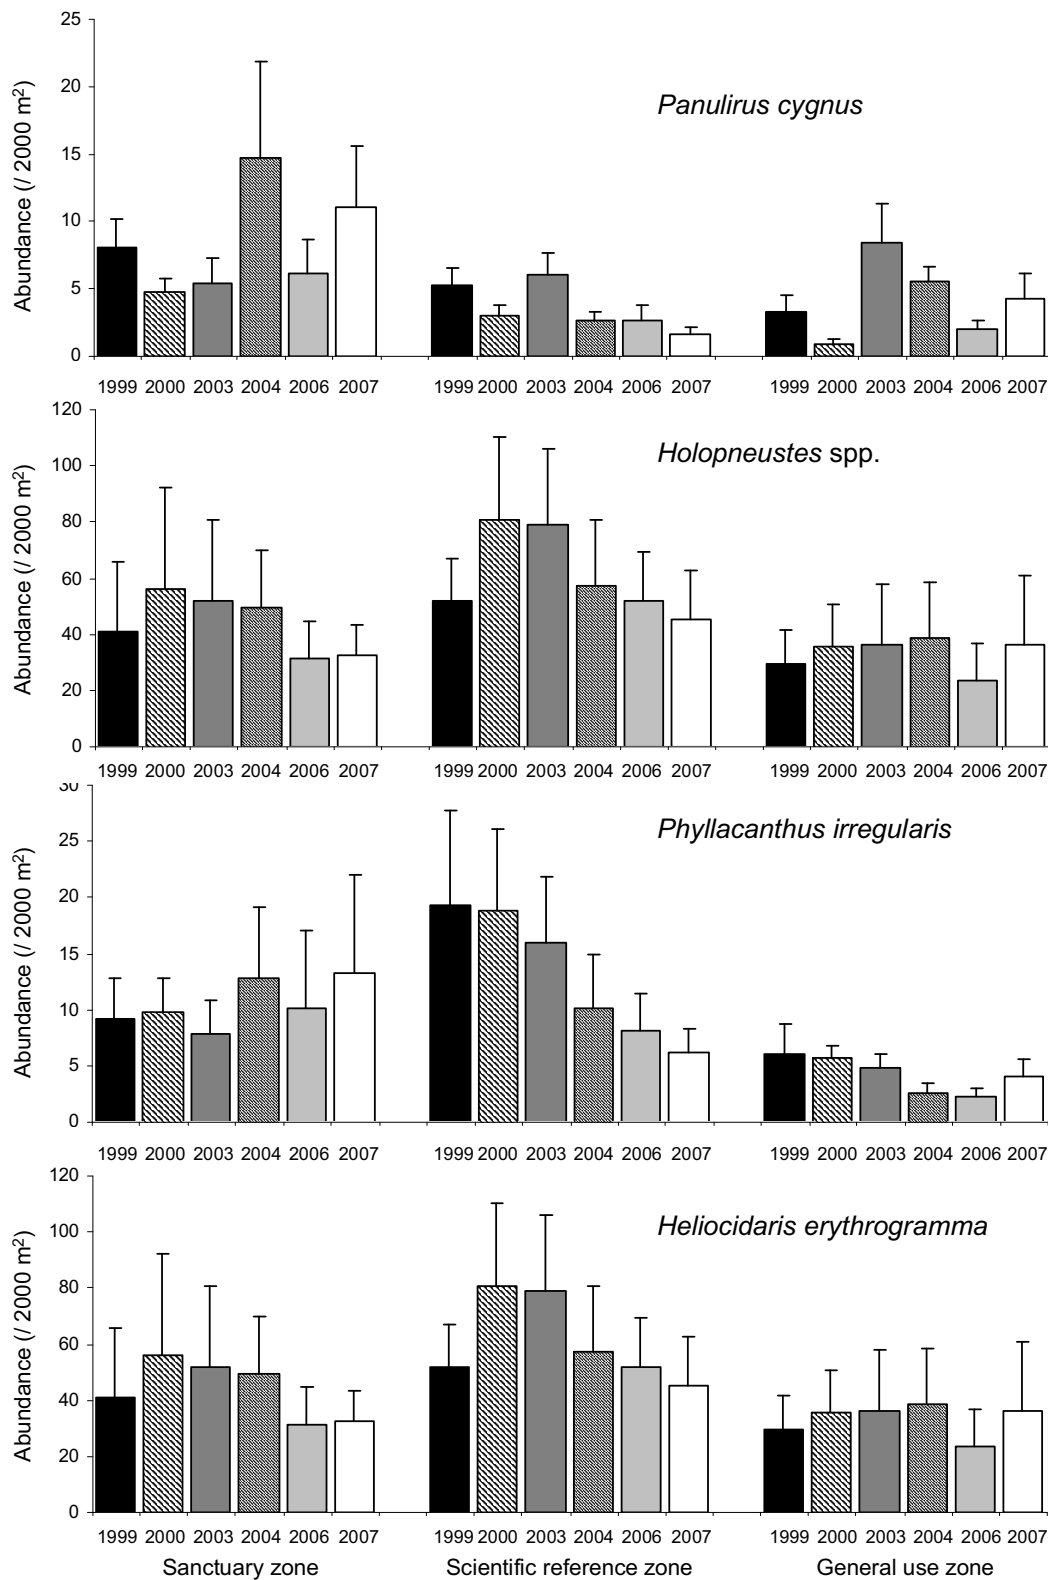 25
20
15
10
5
0
Abundance (/ 2000 m²)
Panulirus cygnus
1999 2000 2003 2004 2006 2007 1999 2000 2003 2004 2006 2007 1999 2000 2003 2004 2006 2007
120
100
80
60
40
20
0
Abundance (/ 2000 m²)
Holopneustes spp.
1999 2000 2003 2004 2006 2007 1999 2000 2003 2004 2006 2007 1999 2000 2003 2004 2006 2007
30
25
20
15
10
5
0
Abundance (/ 2000 m²)
Phyllacanthus irregularis
1999 2000 2003 2004 2006 2007 1999 2000 2003 2004 2006 2007 1999 2000 2003 2004 2006 2007
120
100
80
60
40
20
0
Abundance (/ 2000 m²)
Heliocidaris erythrogramma
1999 2000 2003 2004 2006 2007 1999 2000 2003 2004 2006 2007 1999 2000 2003 2004 2006 2007
Sanctuary zone Scientific reference zone General use zone